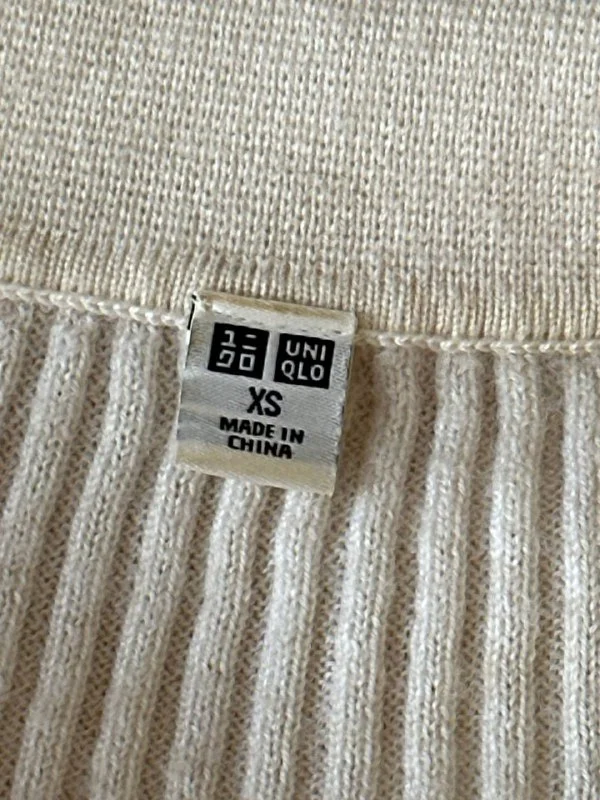 ユニ UNI
クロ QLO
XS
MADE IN
CHINA